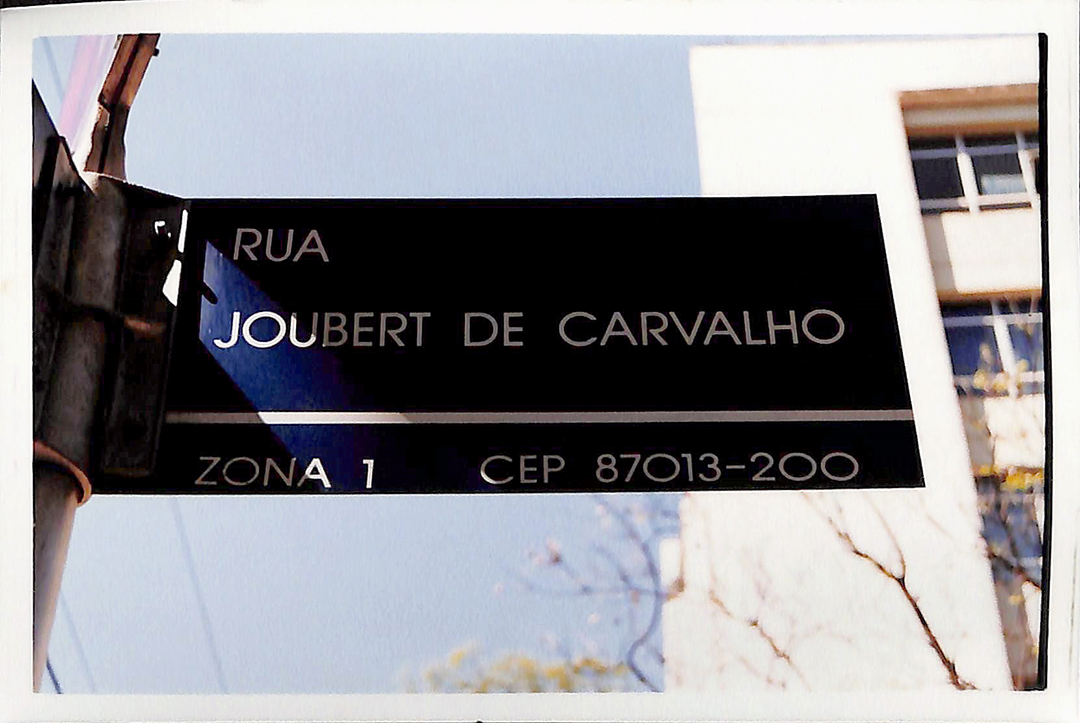 RUA
JOUBERT DE CARVALHO
ZONA 1 CEP 87013-200